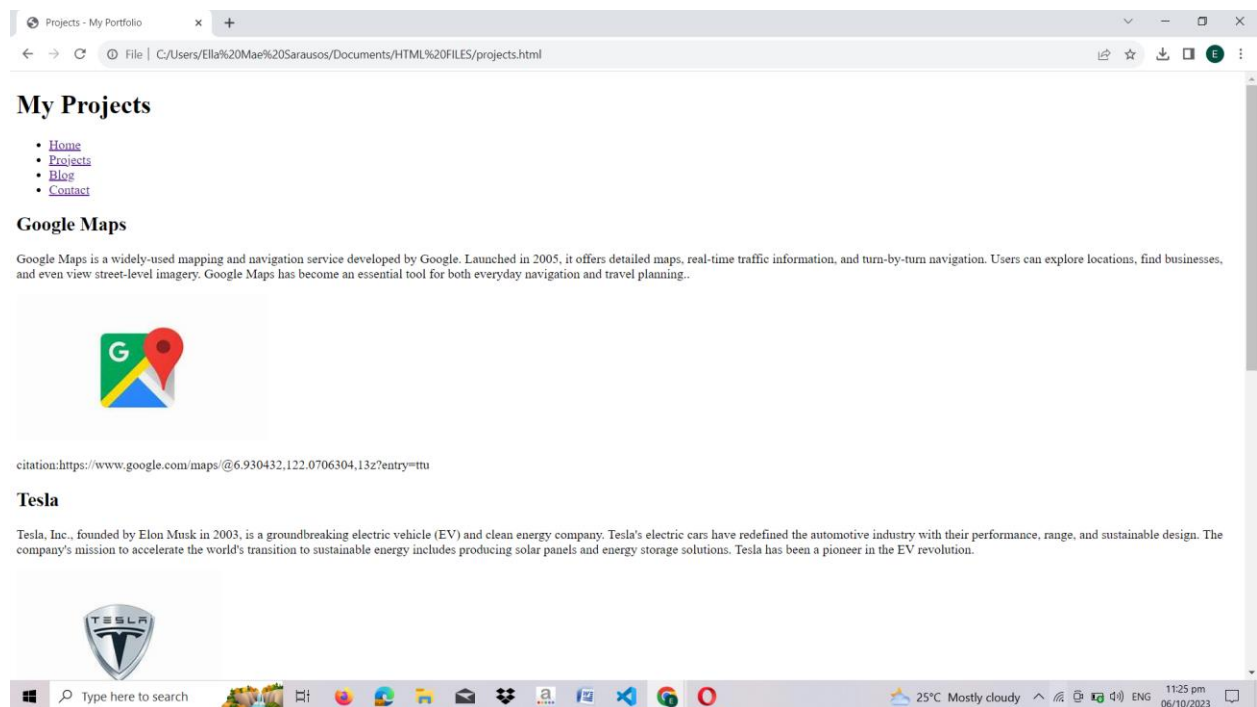 Projects - My Portfolio
File | C:/Users/Ella%20Mae%20Sarausos/Documents/HTML%20FILES/projects.html
E
My Projects
Home
Projects
Blog
Contact
Google Maps
Google Maps is a widely-used mapping and navigation service developed by Google. Launched in 2005, it offers detailed maps, real-time traffic information, and turn-by-turn navigation. Users can explore locations, find businesses,
and even view street-level imagery. Google Maps has become an essential tool for both everyday navigation and travel planning..
G
citation:https://www.google.com/maps/@6.930432,122.0706304,13z?entry=ttu
Tesla
Tesla, Inc., founded by Elon Musk in 2003, is a groundbreaking electric vehicle (EV) and clean energy company. Tesla's electric cars have redefined the automotive industry with their performance, range, and sustainable design. The
company's mission to accelerate the world's transition to sustainable energy includes producing solar panels and energy storage solutions. Tesla has been a pioneer in the EV revolution.
TESLA
Type here to search
a
25°C Mostly cloudy
ENG
11:25 pm
06/10/2023